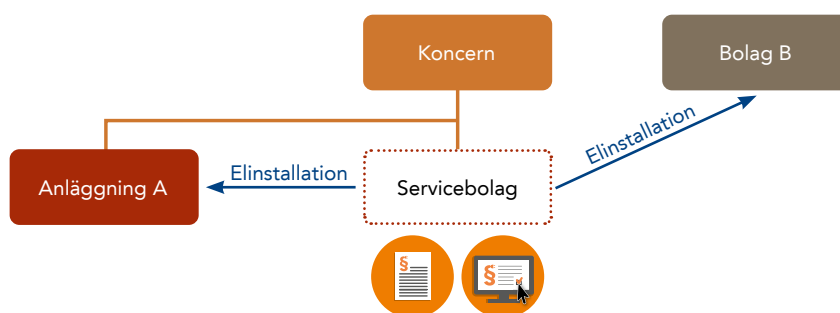 Koncern
Bolag B
Elinstallation
Elinstallation
Anläggning A
Servicebolag
§
§